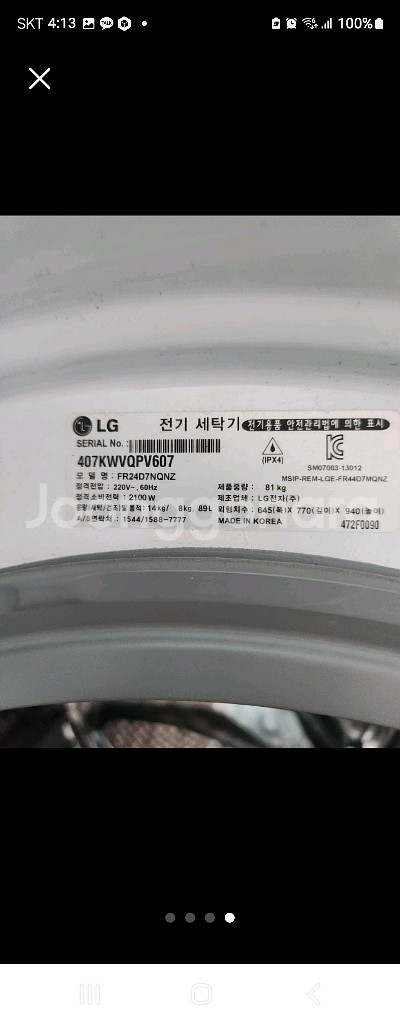 SKT 4:13
100%
LG 전기 세탁기 전기용품 안전관리법에 의한 표시
SERIAL No. :
407KWVQPV607
(IPX4)
SM07003-13012
MSIP-REM-LGE-FR44D7MQNZ
모 델 명 : FR24D7NQNZ
정격전압 : 220V~, 60Hz
제품중량 : 81 kg
정격소비전력 : 2100 W
제조업체 : LG전자(주)
용량(세탁/건조) 및 물적: 14kg/ 8kg, 89L
외형치수 : 645(폭)X 770(깊이)X 940(높이)
A/S연락처 : 1544/1588-7777
MADE IN KOREA
472F0090
Joonggonara